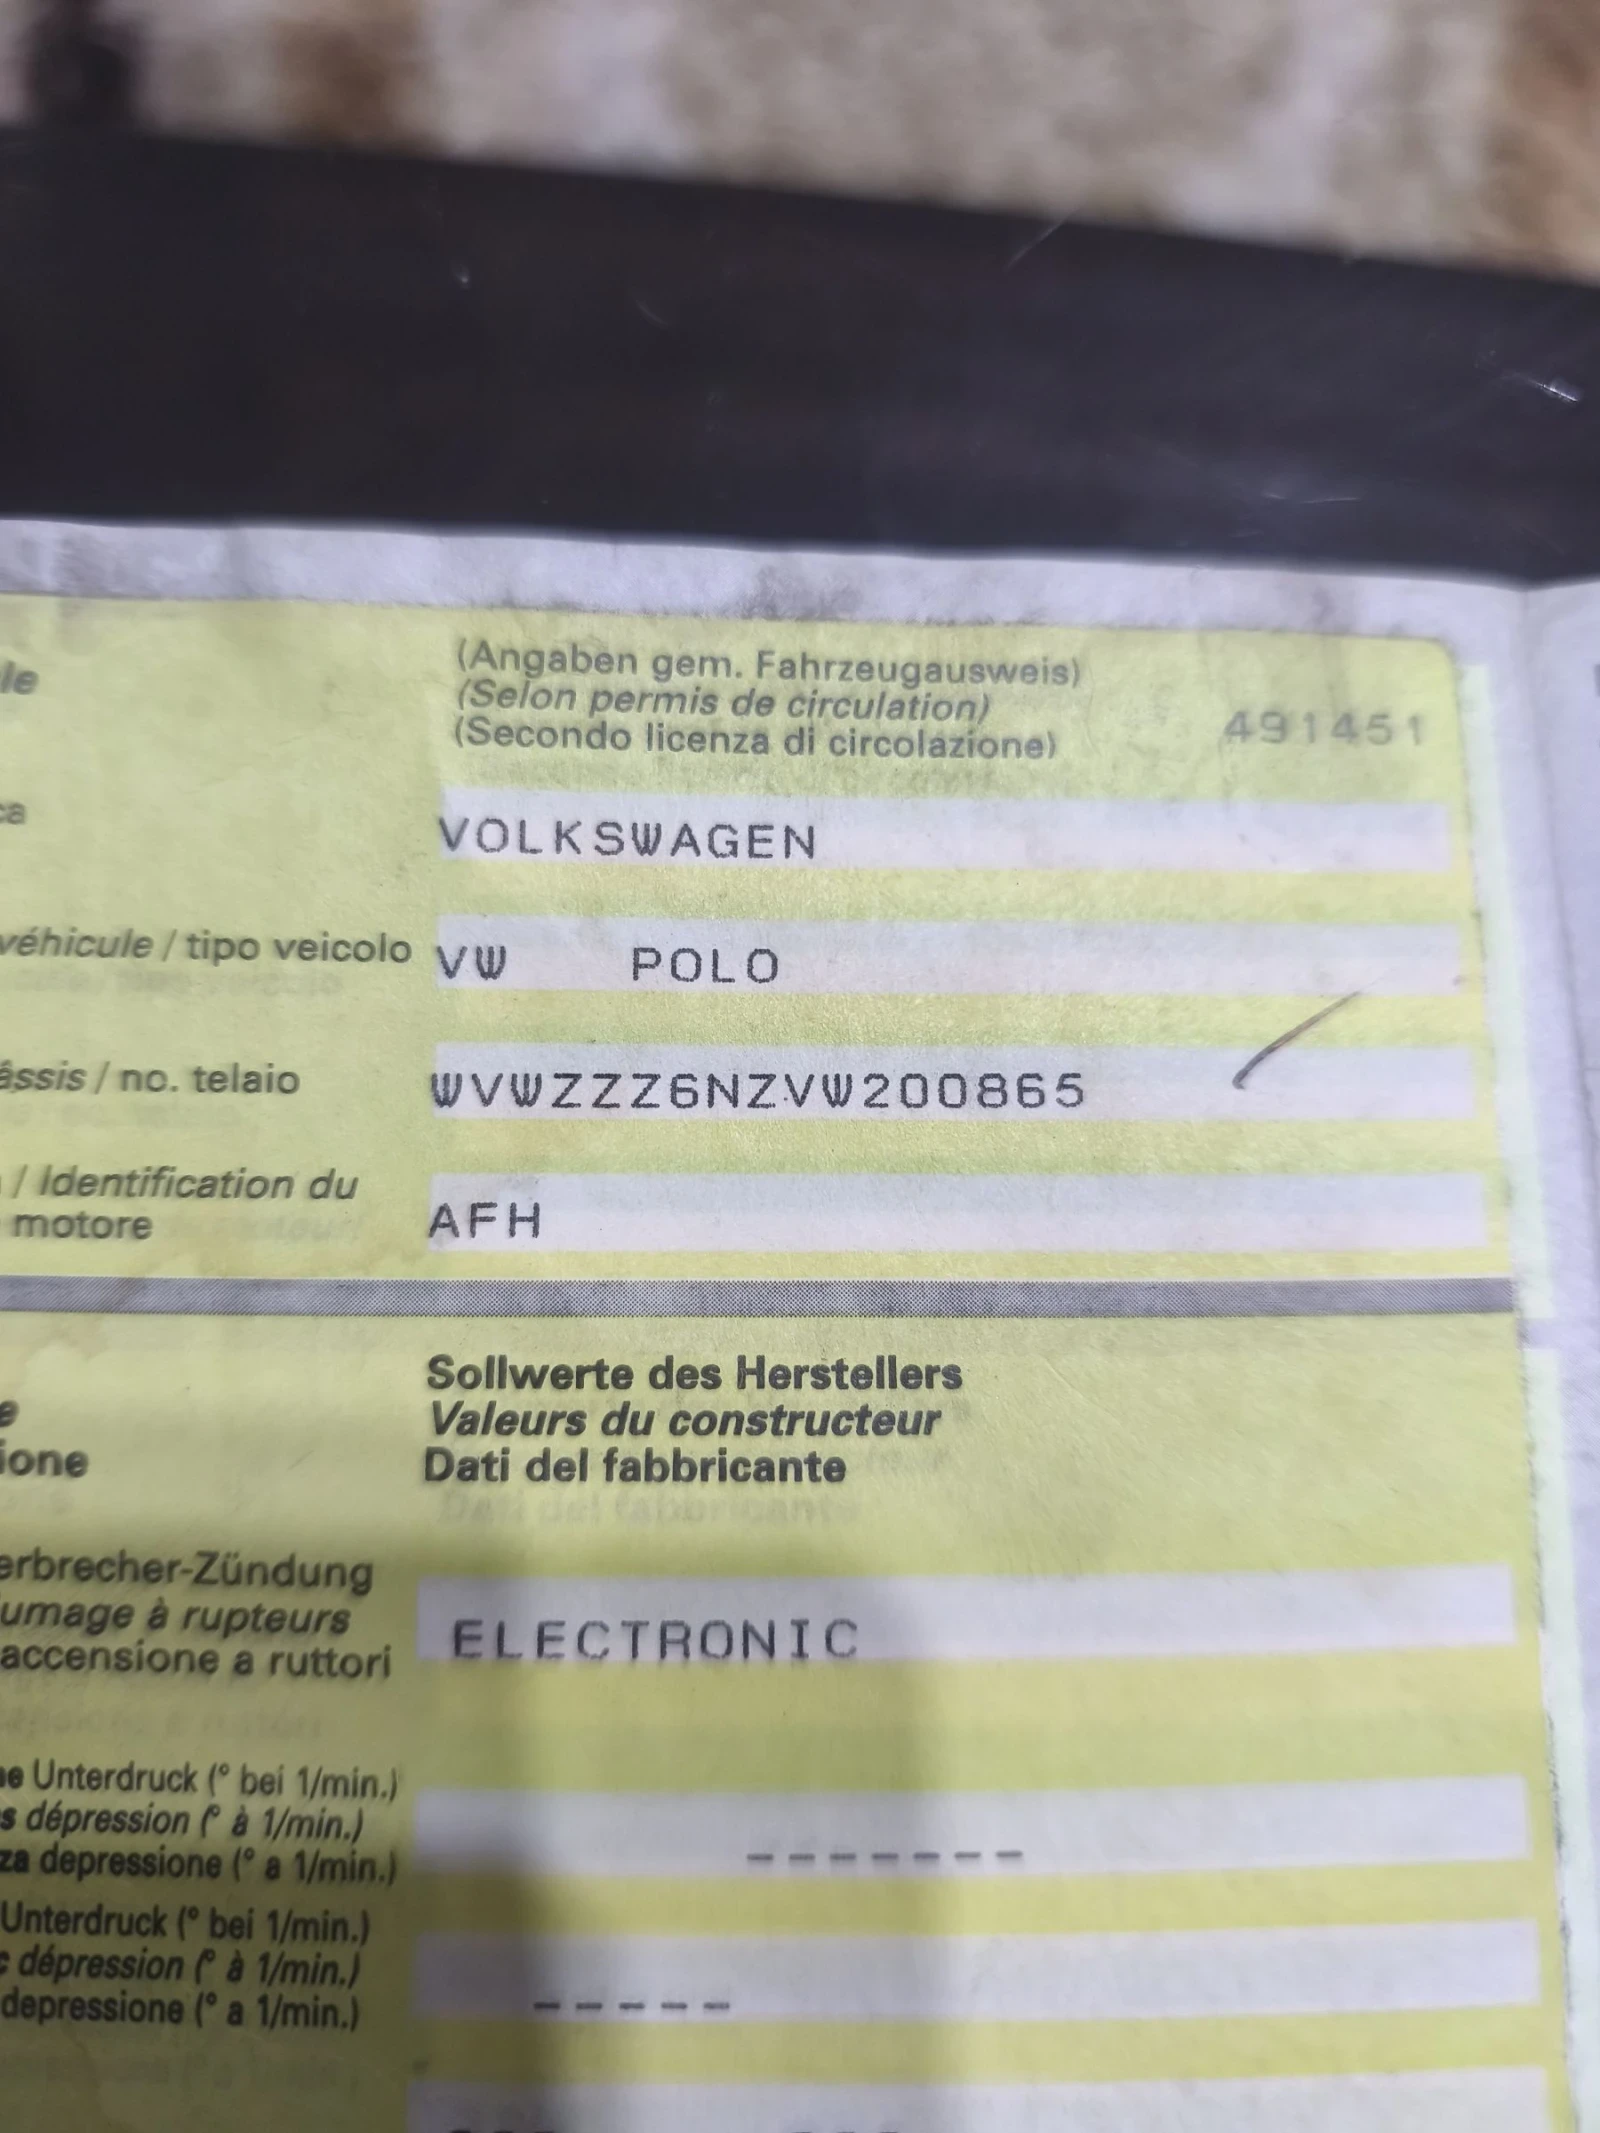 le
(Angaben gem. Fahrzeugausweis)
(Selon permis de circulation)
(Secondo licenza di circolazione)
491451
ca
VOLKSWAGEN
véhicule / tipo veicolo
VW POLO
âssis / no. telaio
WVWZZZ6NZVW200865
/ Identification du
motore
AFH
e
ione
Sollwerte des Herstellers
Valeurs du constructeur
Dati del fabbricante
erbrecher-Zündung
umage à rupteurs
accensione a ruttori
ELECTRONIC
ne Unterdruck (° bei 1/min.)
s dépression (° à 1/min.)
za depressione (° a 1/min.)
-------
Unterdruck (° bei 1/min.)
c dépression (° à 1/min.)
depressione (° a 1/min.)
-----